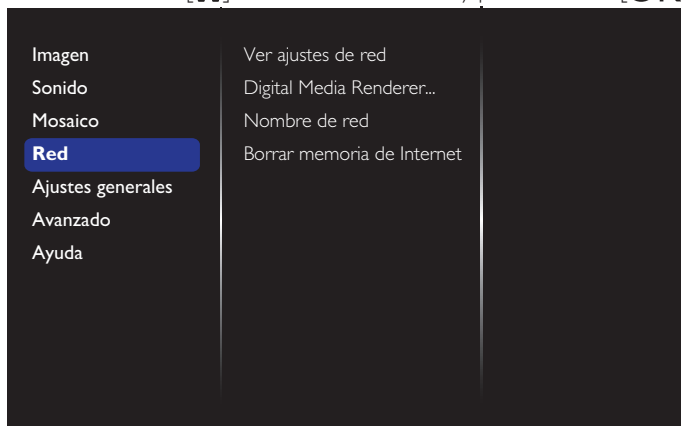 Imagen
Sonido
Mosaico
Red
Ajustes generales
Avanzado
Ayuda
Ver ajustes de red
Digital Media Renderer...
Nombre de red
Borrar memoria de Internet